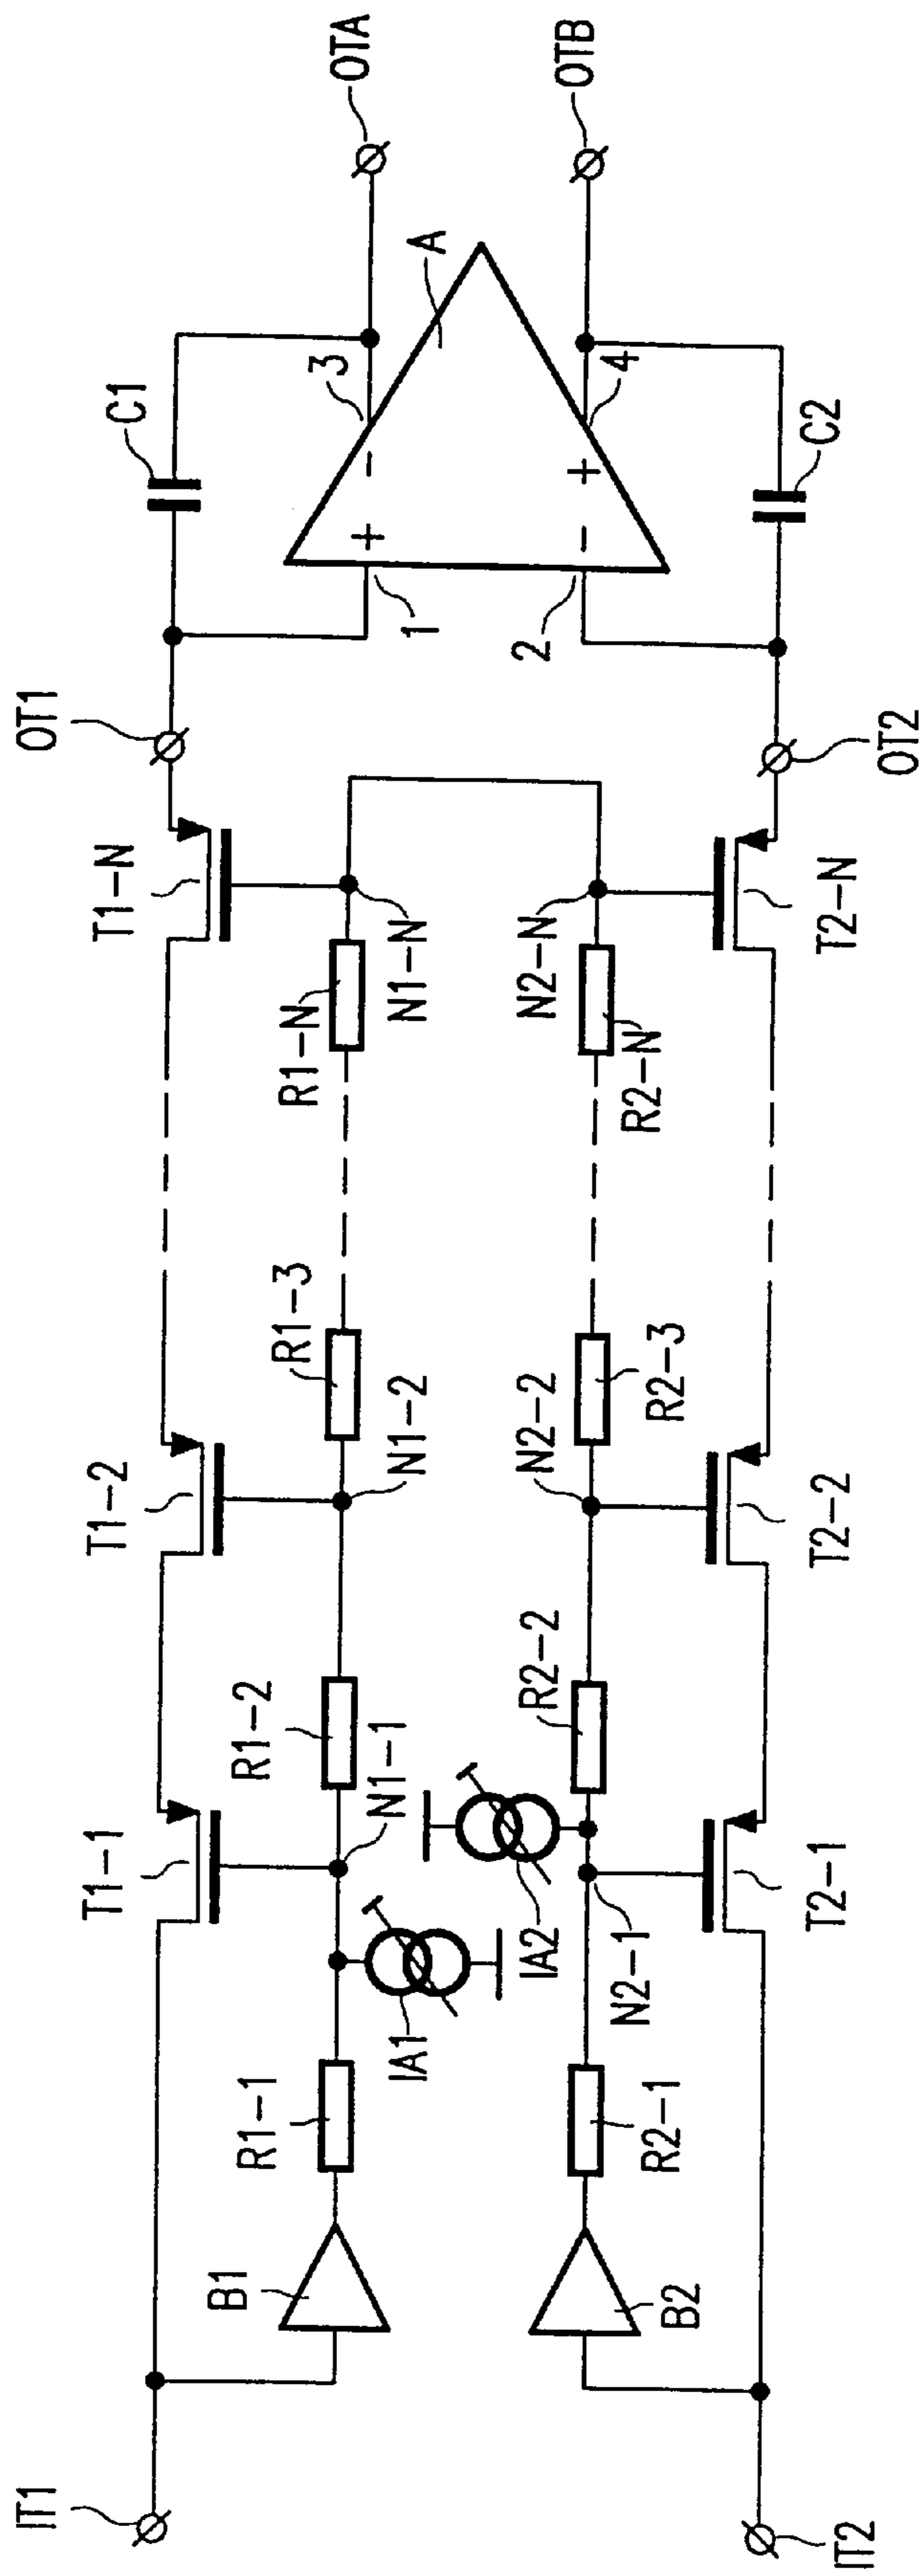 IT1
B1
R1-1
IA1
T1-1
N1-1
R1-2
T1-2
N1-2
R1-3
R1-N
N1-N
T1-N
OT1
C1
1
+
-
3
A
OTA
IT2
B2
R2-1
N2-1
IA2
T2-1
R2-2
N2-2
T2-2
R2-3
R2-N
N2-N
T2-N
OT2
2
-
+
4
C2
OTB